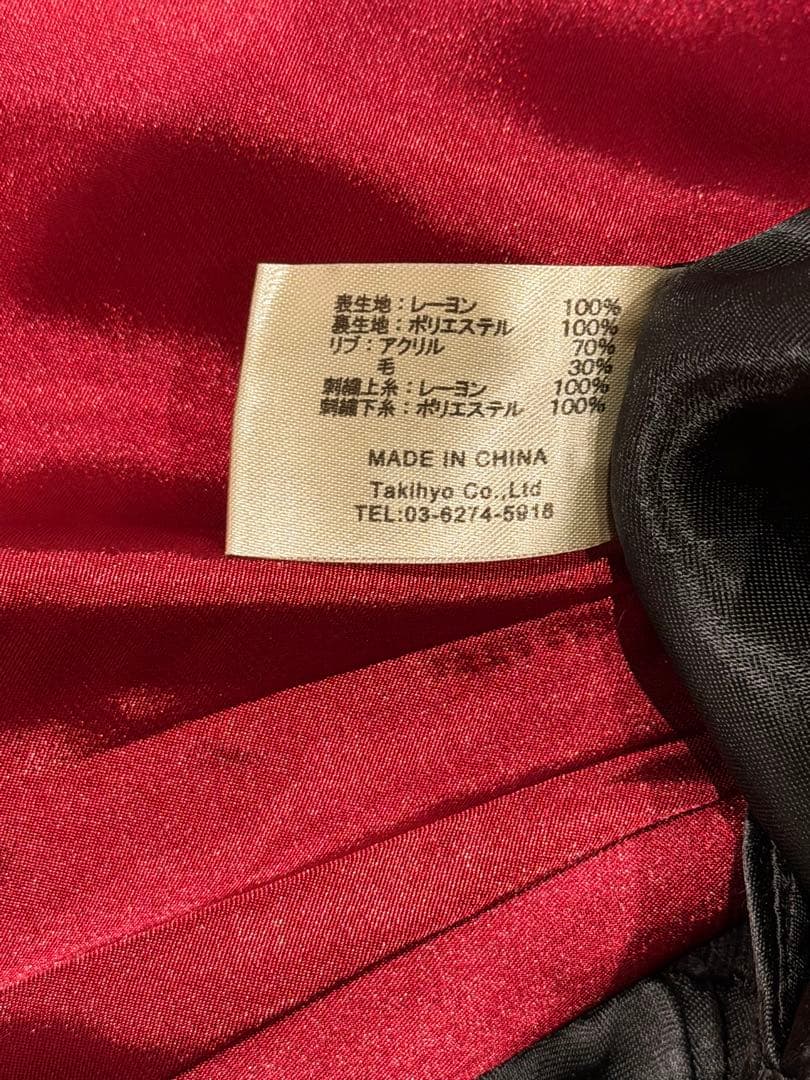 表生地:レーヨン 100%
裏生地:ポリエステル 100%
リブ:アクリル 70%
毛 30%
刺繍上糸:レーヨン 100%
刺繍下糸:ポリエステル 100%
MADE IN CHINA
Takihyo Co.,Ltd
TEL:03-6274-5918